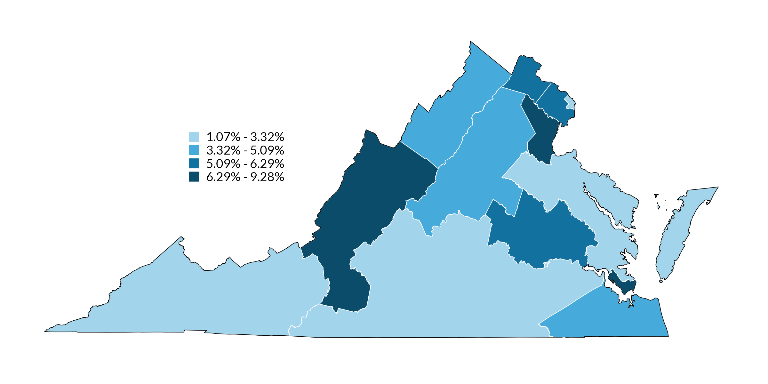 1.07% - 3.32%
3.32% - 5.09%
5.09% - 6.29%
6.29% - 9.28%